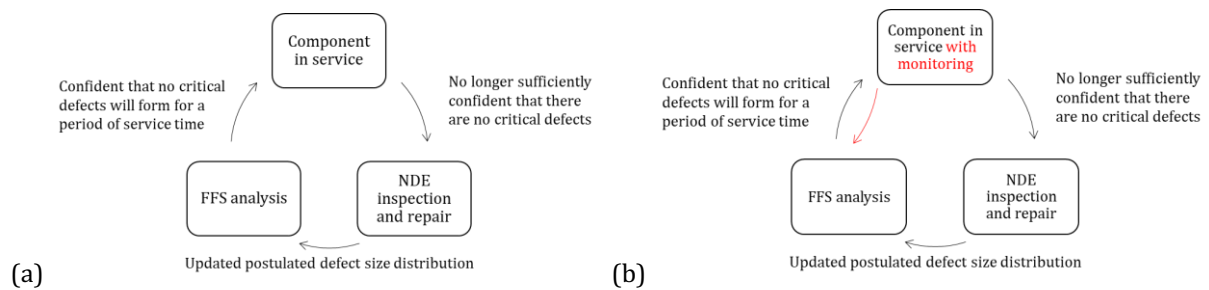 Component
in service
Confident that no critical
defects will form for a
period of service time
No longer sufficiently
confident that there
are no critical defects
FFS analysis
NDE
inspection
and repair
Updated postulated defect size distribution
(a)
Component in
service with
monitoring
Confident that no critical
defects will form for a
period of service time
No longer sufficiently
confident that there
are no critical defects
FFS analysis
NDE
inspection
and repair
Updated postulated defect size distribution
(b)